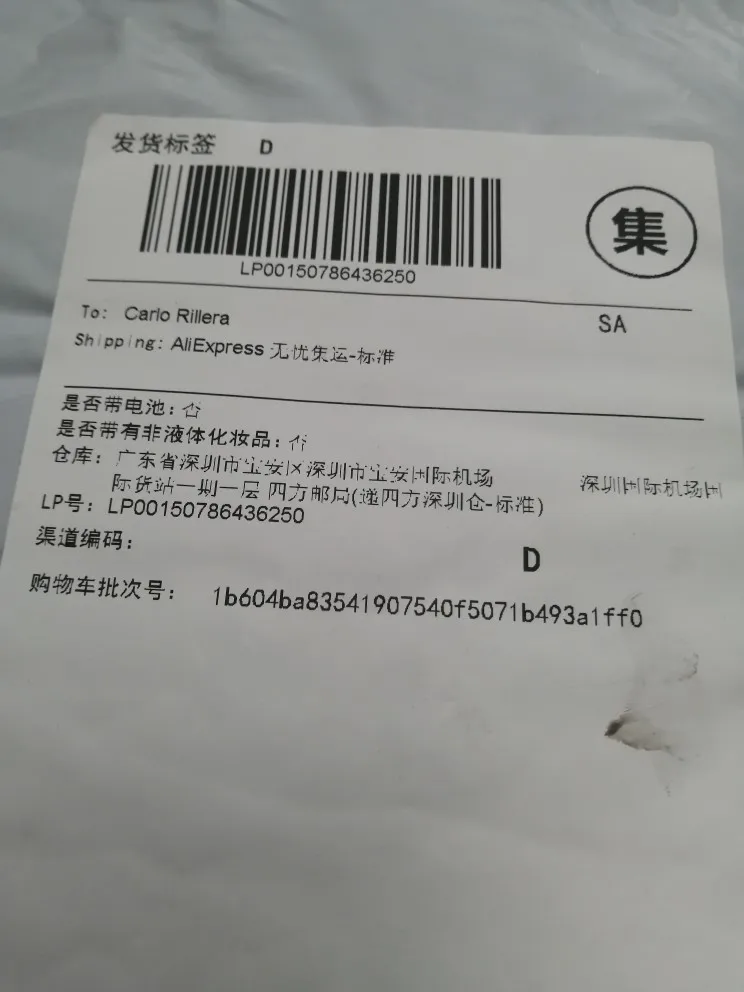 发货标签 D
集
LP00150786436250
To: Carlo Rillera
SA
Shipping: AliExpress 无忧集运-标准
是否带电池：否
是否带有非液体化妆品：否
仓库：广东省深圳市宝安区深圳市宝安国际机场
深圳国际机场国
际货站一期一层 四方邮局(递四方深圳仓-标准)
LP号：LP00150786436250
渠道编码：
D
购物车批次号： 1b604ba83541907540f5071b493a1ff0